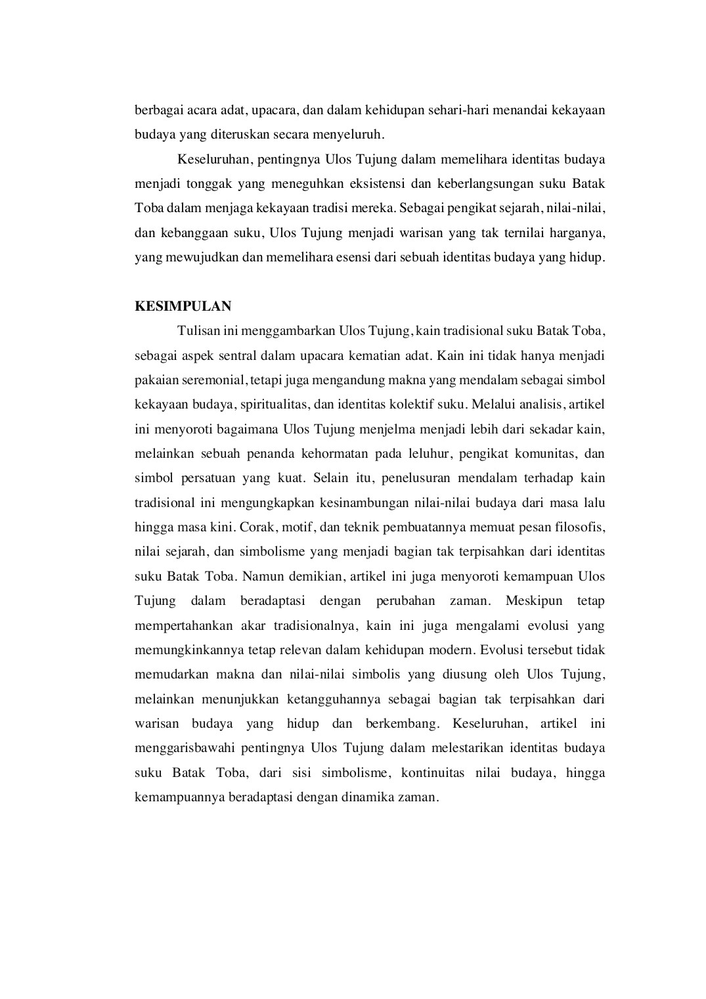 berbagai acara adat, upacara, dan dalam kehidupan sehari-hari menandai kekayaan
budaya yang diteruskan secara menyeluruh.
Keseluruhan, pentingnya Ulos Tujung dalam memelihara identitas budaya
menjadi tonggak yang meneguhkan eksistensi dan keberlangsungan suku Batak
Toba dalam menjaga kekayaan tradisi mereka. Sebagai pengikat sejarah, nilai-nilai,
dan kebanggaan suku, Ulos Tujung menjadi warisan yang tak ternilai harganya,
yang mewujudkan dan memelihara esensi dari sebuah identitas budaya yang hidup.
KESIMPULAN
Tulisan ini menggambarkan Ulos Tujung, kain tradisional suku Batak Toba,
sebagai aspek sentral dalam upacara kematian adat. Kain ini tidak hanya menjadi
pakaian seremonial, tetapi juga mengandung makna yang mendalam sebagai simbol
kekayaan budaya, spiritualitas, dan identitas kolektif suku. Melalui analisis, artikel
ini menyoroti bagaimana Ulos Tujung menjelma menjadi lebih dari sekadar kain,
melainkan sebuah penanda kehormatan pada leluhur, pengikat komunitas, dan
simbol persatuan yang kuat. Selain itu, penelusuran mendalam terhadap kain
tradisional ini mengungkapkan kesinambungan nilai-nilai budaya dari masa lalu
hingga masa kini. Corak, motif, dan teknik pembuatannya memuat pesan filosofis,
nilai sejarah, dan simbolisme yang menjadi bagian tak terpisahkan dari identitas
suku Batak Toba. Namun demikian, artikel ini juga menyoroti kemampuan Ulos
Tujung dalam beradaptasi dengan perubahan zaman. Meskipun tetap
mempertahankan akar tradisionalnya, kain ini juga mengalami evolusi yang
memungkinkannya tetap relevan dalam kehidupan modern. Evolusi tersebut tidak
memudarkan makna dan nilai-nilai simbolis yang diusung oleh Ulos Tujung,
melainkan menunjukkan ketangguhannya sebagai bagian tak terpisahkan dari
warisan budaya yang hidup dan berkembang. Keseluruhan, artikel ini
menggarisbawahi pentingnya Ulos Tujung dalam melestarikan identitas budaya
suku Batak Toba, dari sisi simbolisme, kontinuitas nilai budaya, hingga
kemampuannya beradaptasi dengan dinamika zaman.